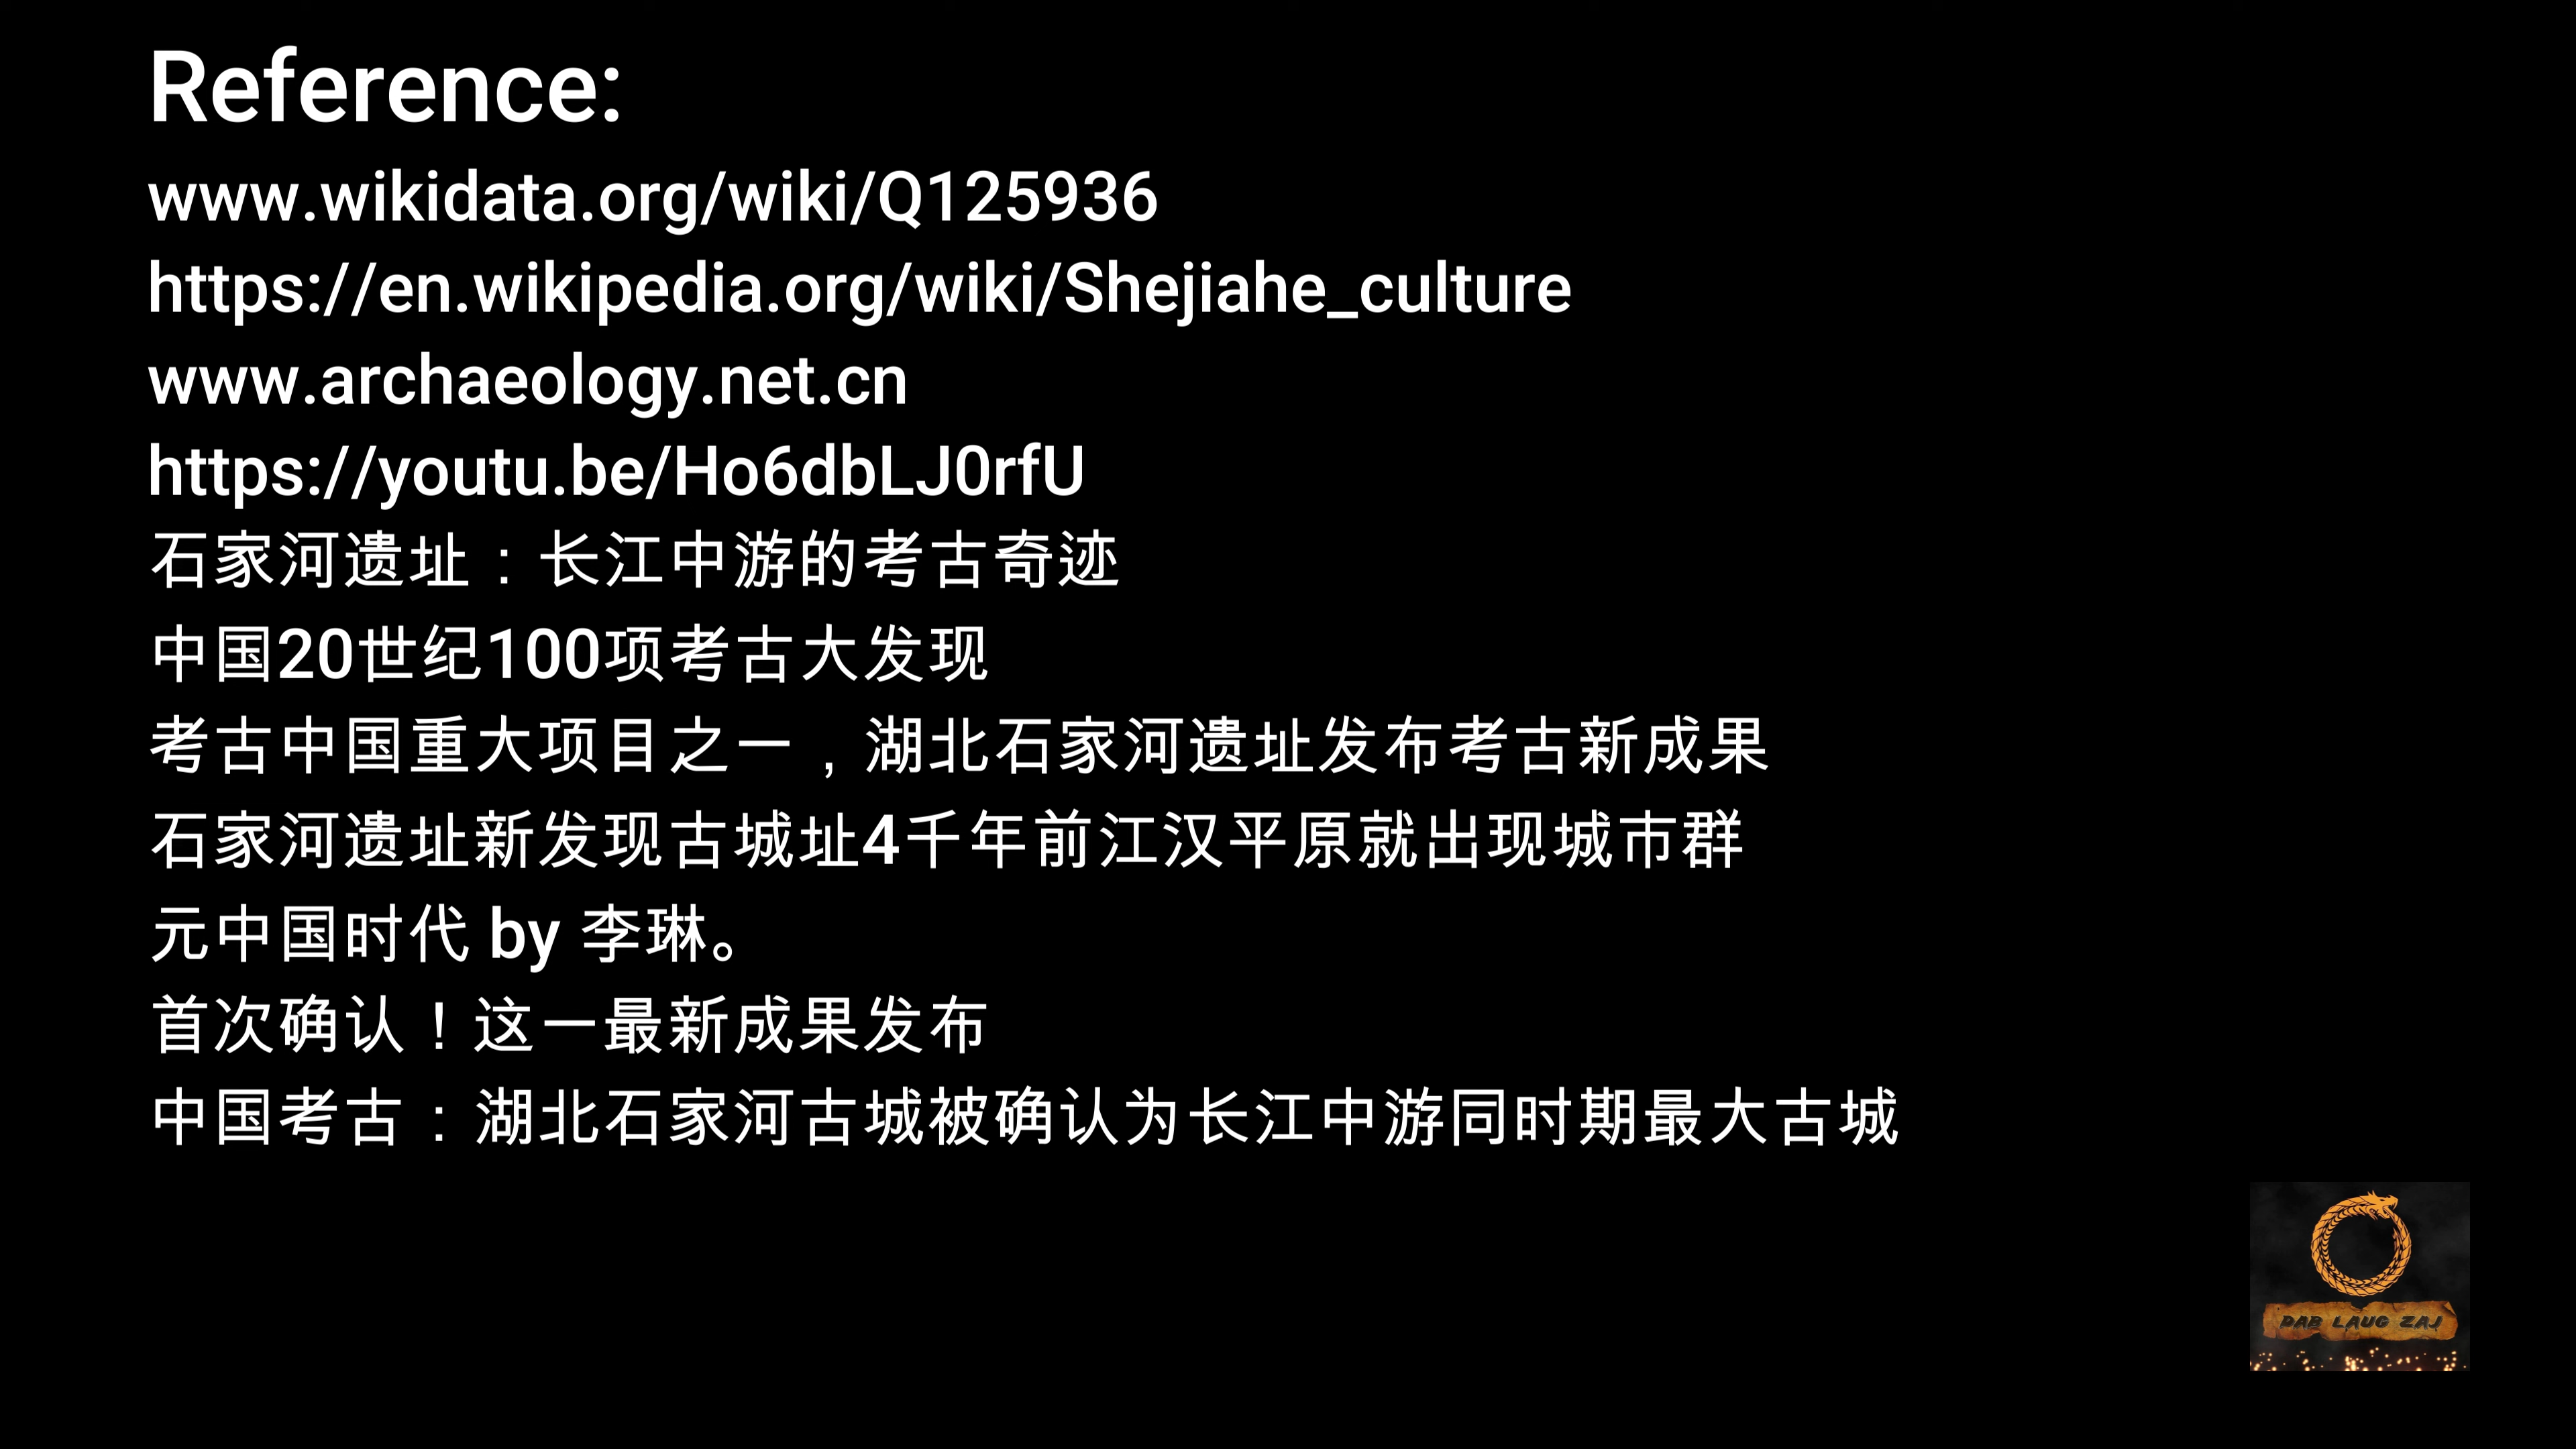 Reference:
www.wikidata.org/wiki/Q125936
https://en.wikipedia.org/wiki/Shejiahe_culture
www.archaeology.net.cn
https://youtu.be/Ho6dbLJ0rfU
石家河遗址：长江中游的考古奇迹
中国20世纪100项考古大发现
考古中国重大项目之一，湖北石家河遗址发布考古新成果
石家河遗址新发现古城址4千年前江汉平原就出现城市群
元中国时代 by 李琳。
首次确认！这一最新成果发布
中国考古：湖北石家河古城被确认为长江中游同时期最大古城
DAB LAUG ZAJ